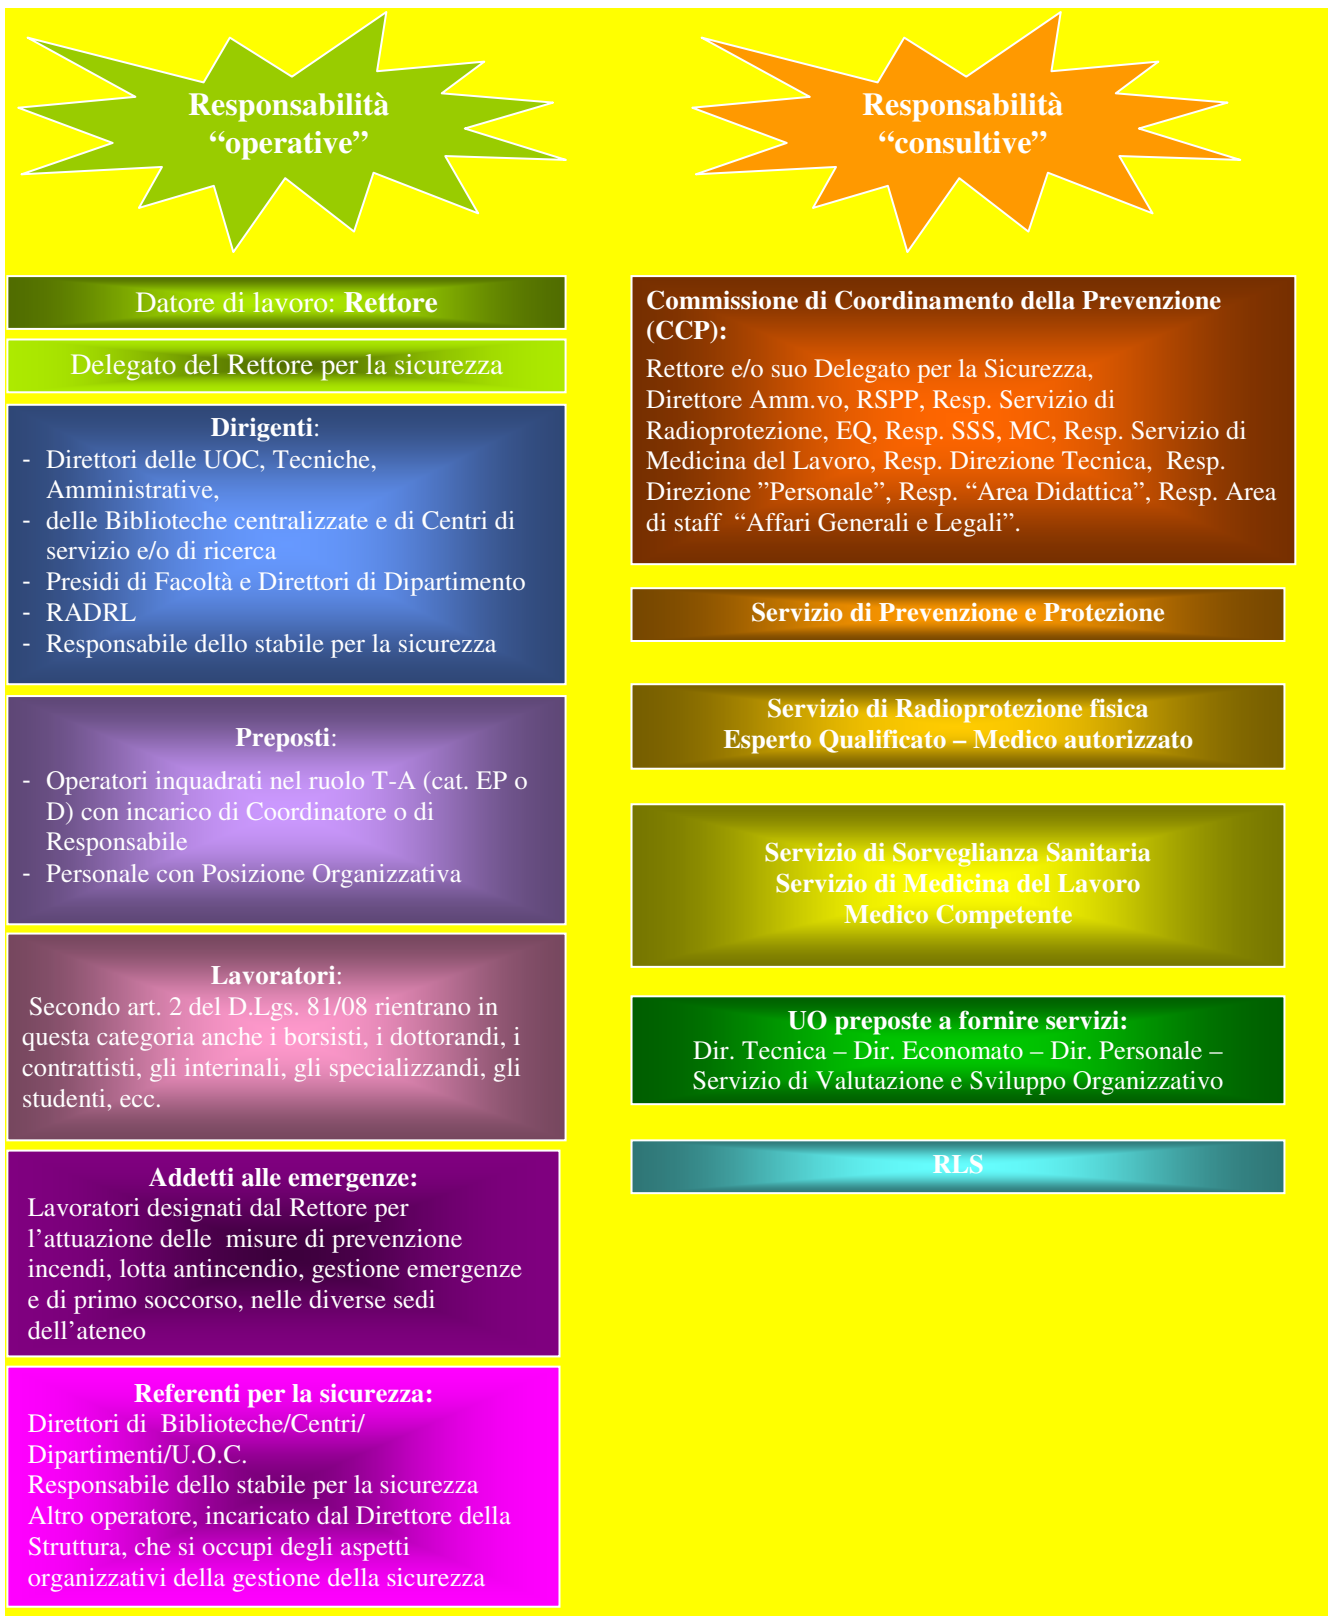 Responsabilità
“operative”
Datore di lavoro: Rettore
Delegato del Rettore per la sicurezza
Dirigenti:
- Direttori delle UOC, Tecniche,
Amministrative,
- delle Biblioteche centralizzate e di Centri di
servizio e/o di ricerca
- Presidi di Facoltà e Direttori di Dipartimento
- RADRL
- Responsabile dello stabile per la sicurezza
Preposti:
- Operatori inquadrati nel ruolo T-A (cat. EP o
D) con incarico di Coordinatore o di
Responsabile
- Personale con Posizione Organizzativa
Lavoratori:
Secondo art. 2 del D.Lgs. 81/08 rientrano in
questa categoria anche i borsisti, i dottorandi, i
contrattisti, gli interinali, gli specializzandi, gli
studenti, ecc.
Addetti alle emergenze:
Lavoratori designati dal Rettore per
l’attuazione delle misure di prevenzione
incendi, lotta antincendio, gestione emergenze
e di primo soccorso, nelle diverse sedi
dell’ateneo
Referenti per la sicurezza:
Direttori di Biblioteche/Centri/
Dipartimenti/U.O.C.
Responsabile dello stabile per la sicurezza
Altro operatore, incaricato dal Direttore della
Struttura, che si occupi degli aspetti
organizzativi della gestione della sicurezza
Responsabilità
“consultive”
Commissione di Coordinamento della Prevenzione
(CCP):
Rettore e/o suo Delegato per la Sicurezza,
Direttore Amm.vo, RSPP, Resp. Servizio di
Radioprotezione, EQ, Resp. SSS, MC, Resp. Servizio di
Medicina del Lavoro, Resp. Direzione Tecnica, Resp.
Direzione ”Personale”, Resp. “Area Didattica”, Resp. Area
di staff “Affari Generali e Legali”.
Servizio di Prevenzione e Protezione
Servizio di Radioprotezione fisica
Esperto Qualificato – Medico autorizzato
Servizio di Sorveglianza Sanitaria
Servizio di Medicina del Lavoro
Medico Competente
UO preposte a fornire servizi:
Dir. Tecnica – Dir. Economato – Dir. Personale –
Servizio di Valutazione e Sviluppo Organizzativo
RLS